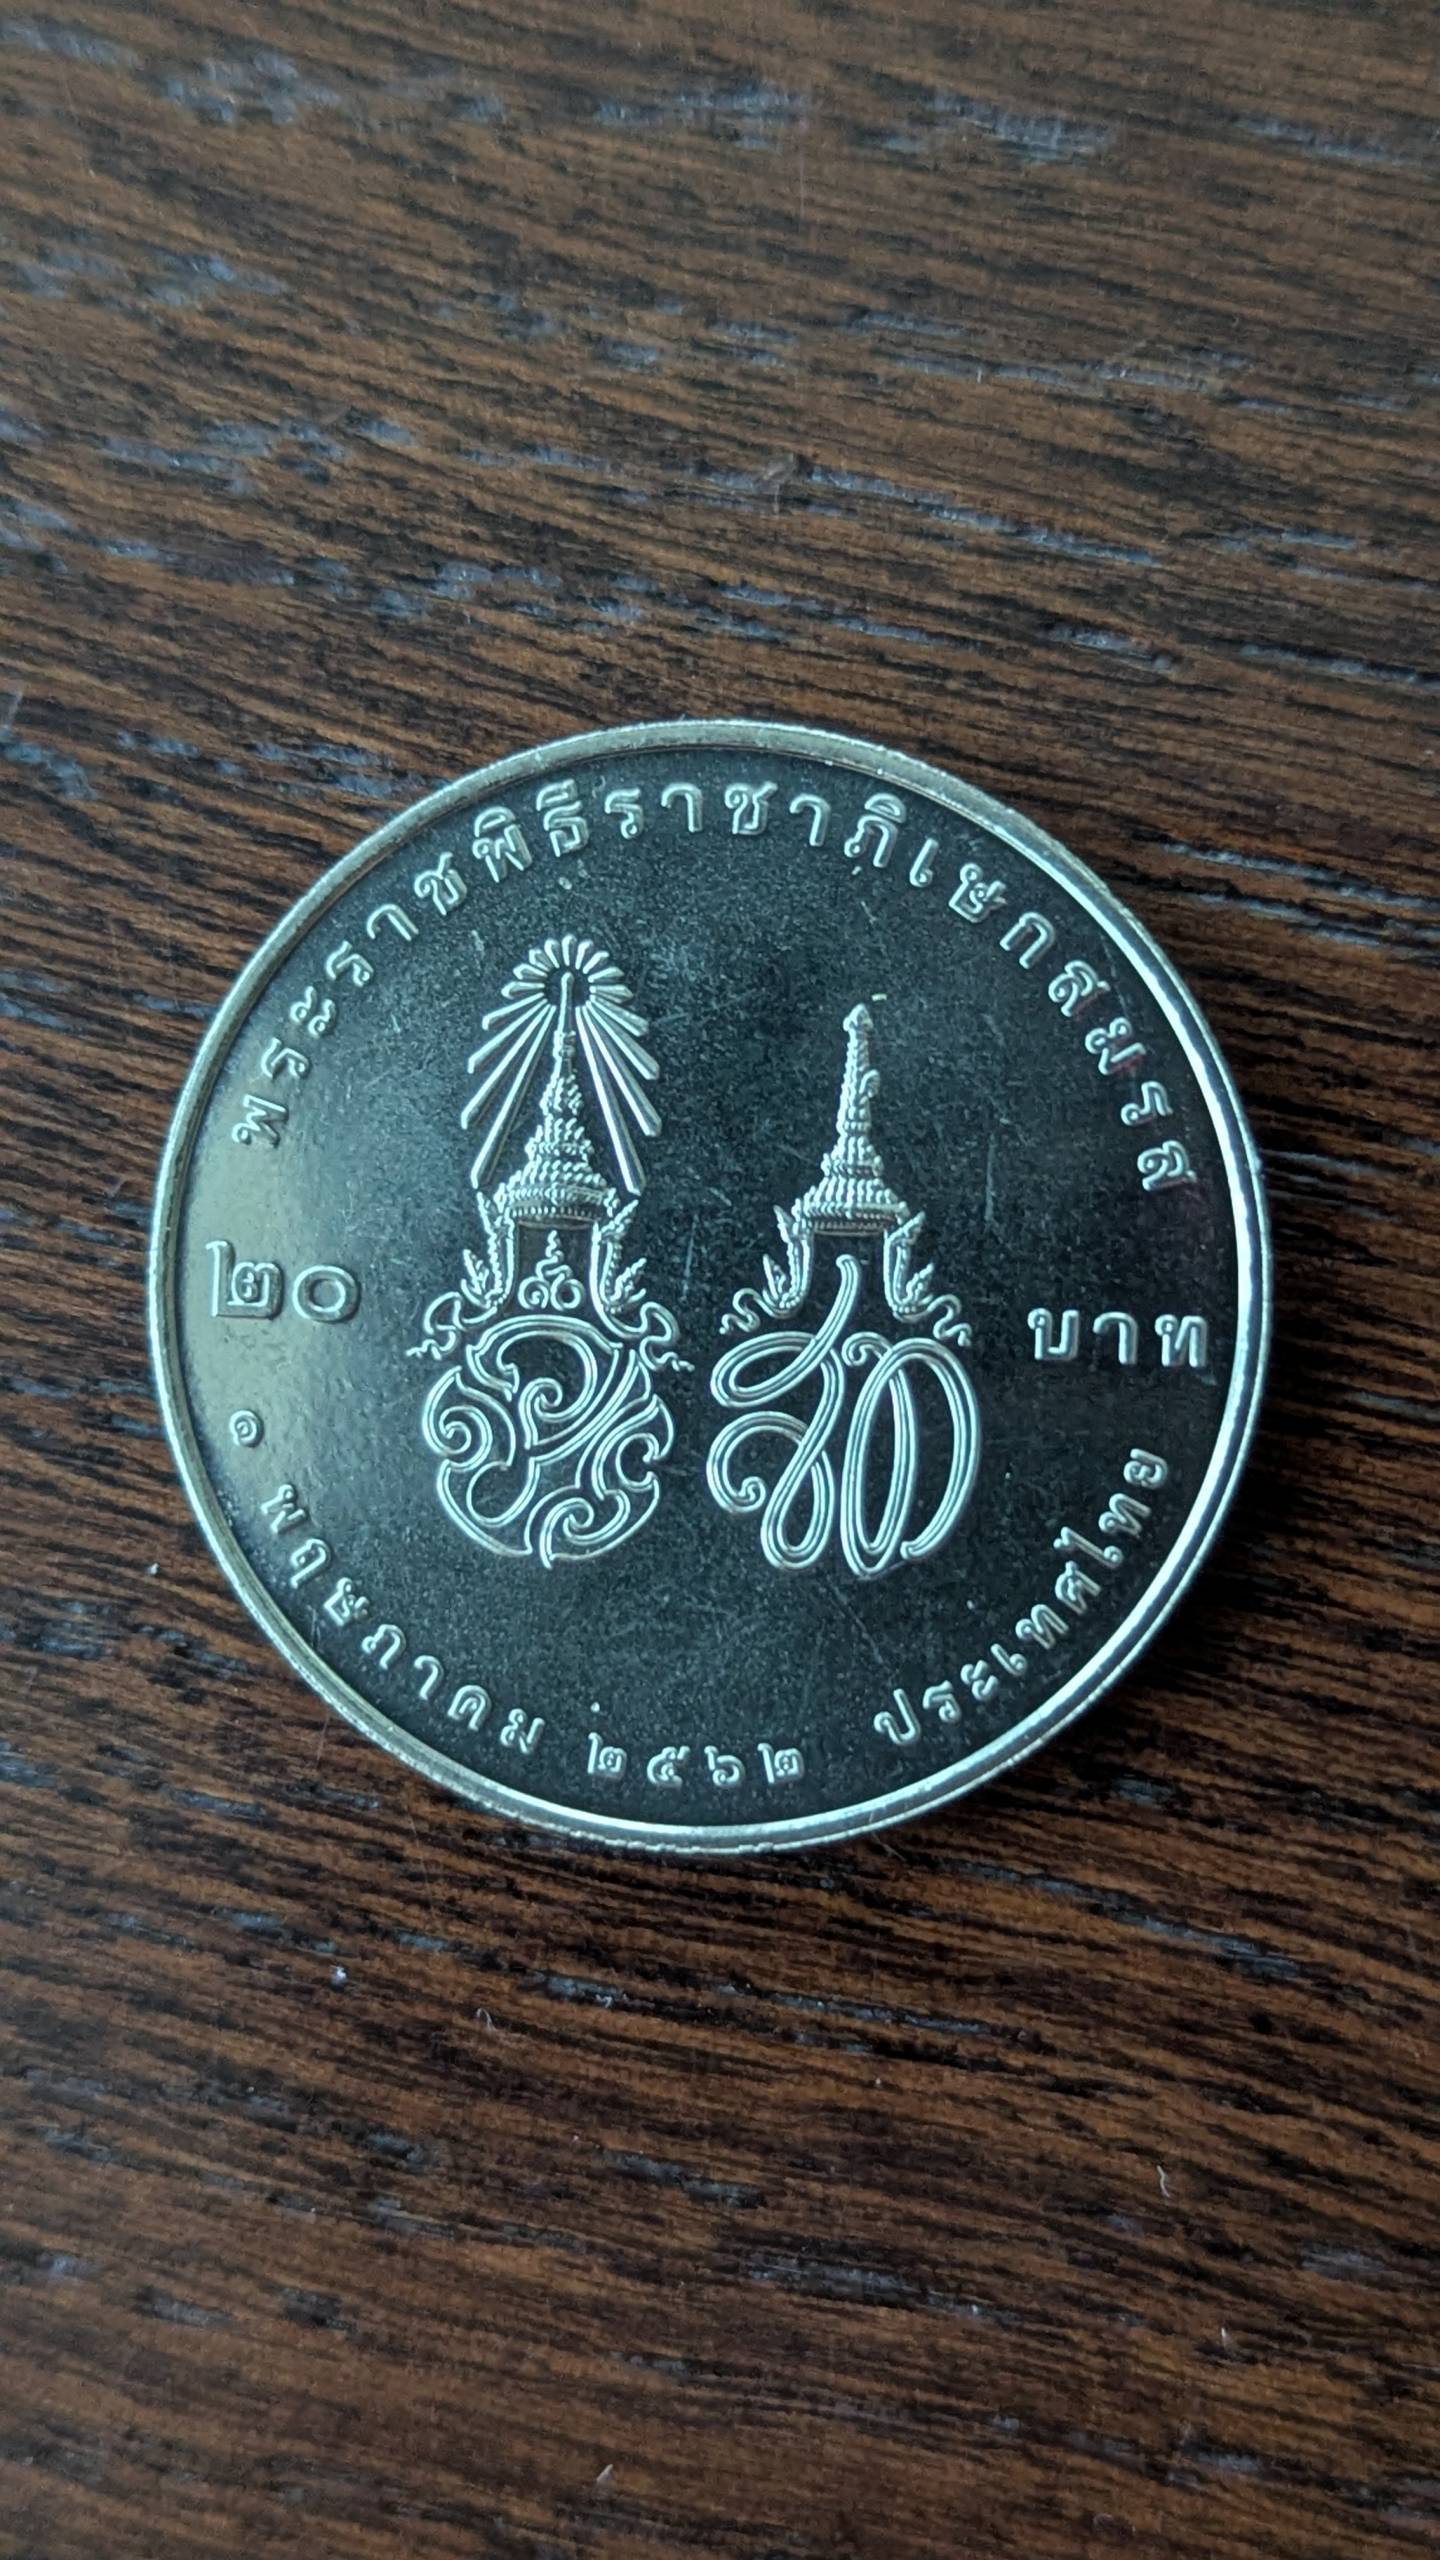 พระราชพิธีราชาภิเษกสมรส
๒๐ บาท
๑๐
๑ พฤษภาคม ๒๕๖๒
ประเทศไทย